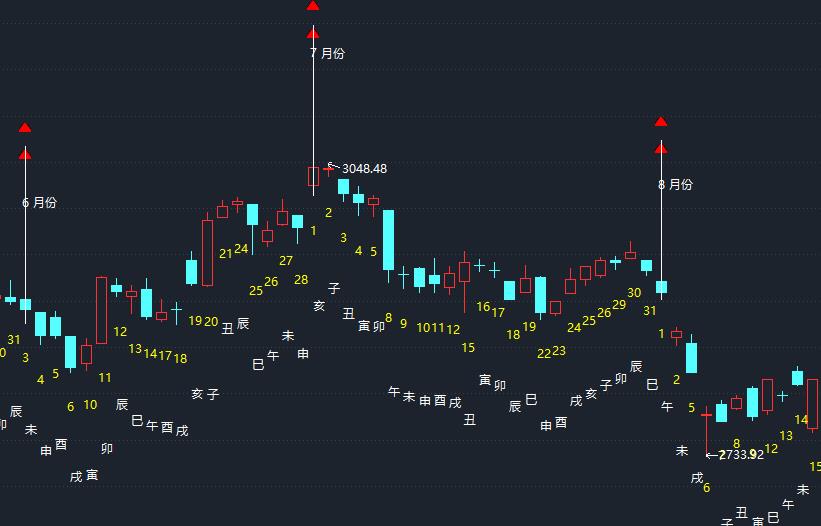 7 月份
3048.48
6 月份
8 月份
31
3
4
5
6
10
11
12
13
14
17
18
19
20
21
24
25
26
27
28
1
2
3
4
5
8
9
10
11
12
15
16
17
18
19
22
23
24
25
26
29
30
31
1
2
5
6
8
12
13
14
15
2733.92
辰
未
申
酉
戌
寅
卯
辰
巳
午
酉
戌
亥
子
丑
辰
巳
午
未
申
亥
子
丑
寅
卯
午
未
申
酉
戌
丑
寅
卯
辰
巳
申
酉
戌
亥
子
卯
辰
巳
午
未
戌
子
丑
寅
巳
午
未